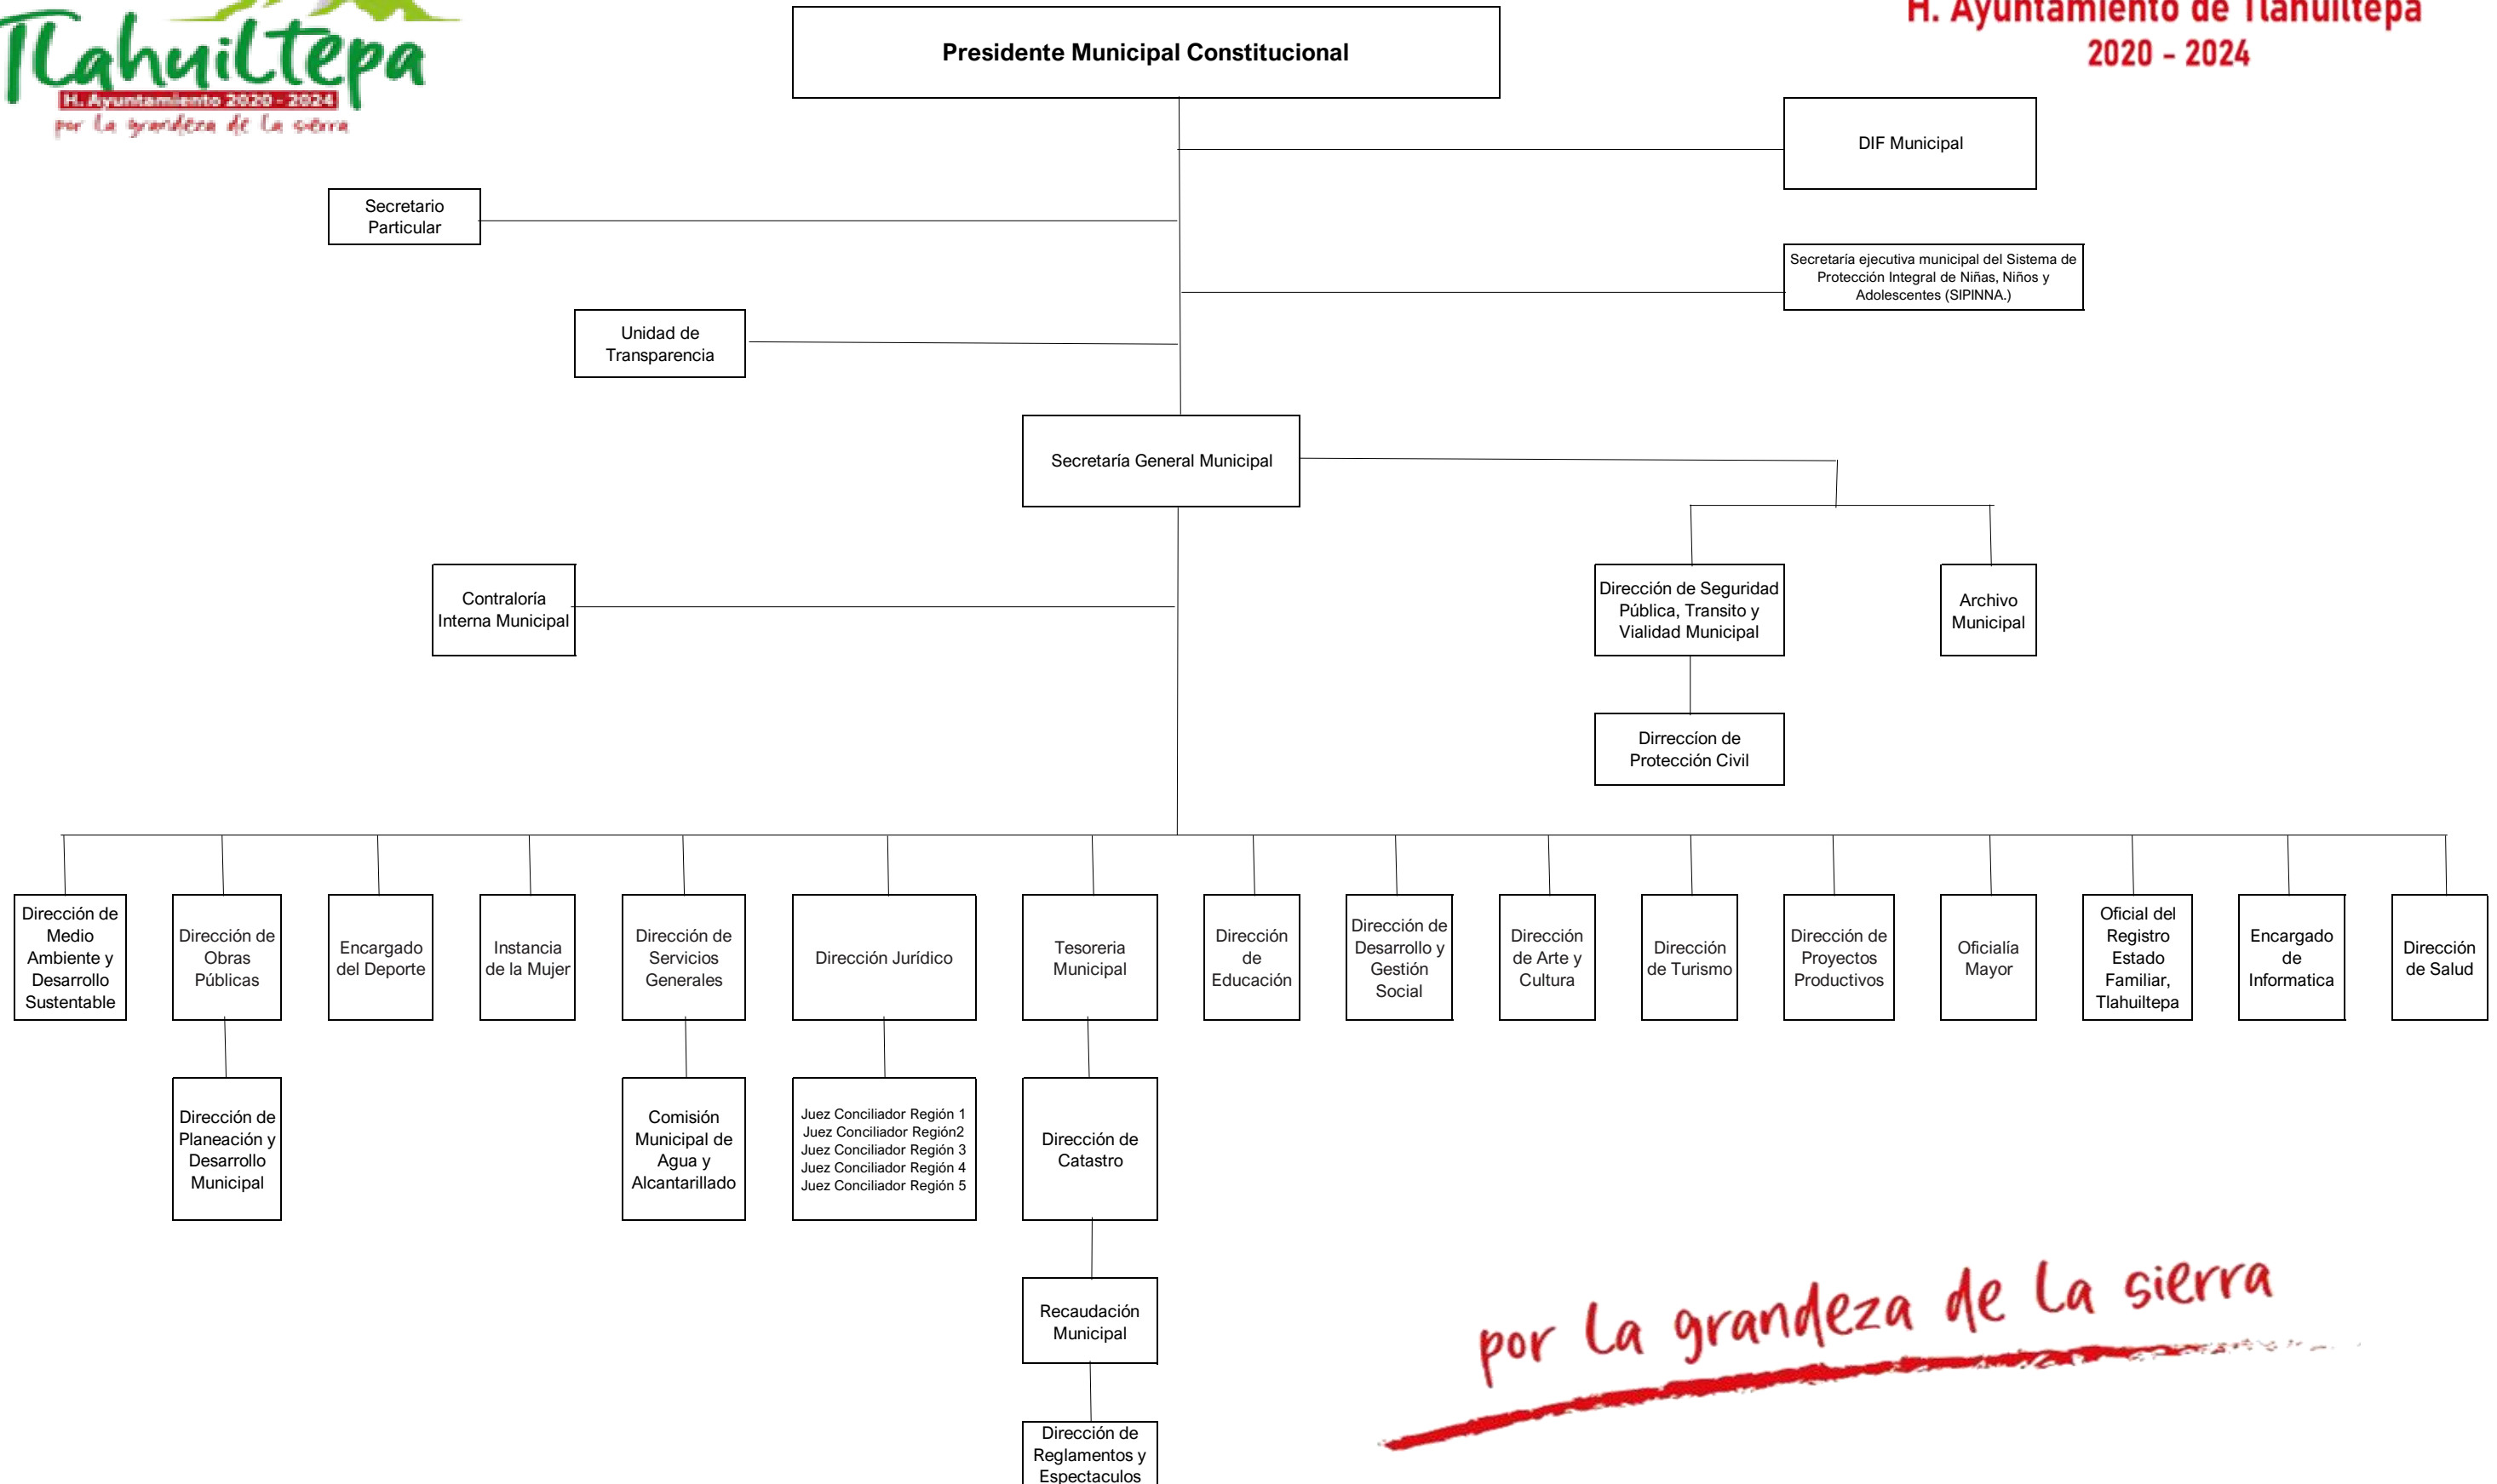 Tlahuiltepa
H. Ayuntamiento 2020 - 2024
por la grandeza de la sierra
H. Ayuntamiento de Tlahuiltepa
2020 - 2024
Presidente Municipal Constitucional
DIF Municipal
Secretario
Particular
Secretaría ejecutiva municipal del Sistema de
Protección Integral de Niñas, Niños y
Adolescentes (SIPINNA.)
Unidad de
Transparencia
Secretaría General Municipal
Contraloría
Interna Municipal
Dirección de Seguridad
Pública, Transito y
Vialidad Municipal
Archivo
Municipal
Dirreccíon de
Protección Civil
Dirección de
Medio
Ambiente y
Desarrollo
Sustentable
Dirección de
Obras
Públicas
Encargado
del Deporte
Instancia
de la Mujer
Dirección de
Servicios
Generales
Dirección Jurídico
Tesoreria
Municipal
Dirección
de
Educación
Dirección de
Desarrollo y
Gestión
Social
Dirección
de Arte y
Cultura
Dirección
de Turismo
Dirección de
Proyectos
Productivos
Oficialía
Mayor
Oficial del
Registro
Estado
Familiar,
Tlahuiltepa
Encargado
de
Informatica
Dirección
de Salud
Dirección de
Planeación y
Desarrollo
Municipal
Comisión
Municipal de
Agua y
Alcantarillado
Juez Conciliador Región 1
Juez Conciliador Región2
Juez Conciliador Región 3
Juez Conciliador Región 4
Juez Conciliador Región 5
Dirección de
Catastro
Recaudación
Municipal
Dirección de
Reglamentos y
Espectaculos
por la grandeza de la sierra